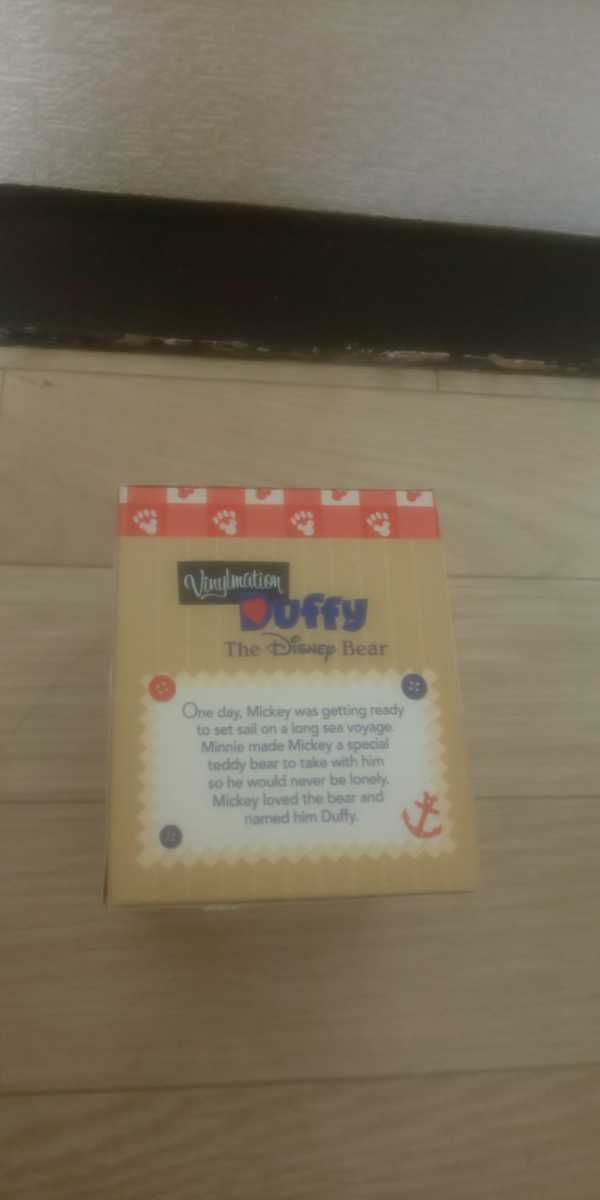 Vinylmation
Duffy
The Disney Bear
One day, Mickey was getting ready
to set sail on a long sea voyage.
Minnie made Mickey a special
teddy bear to take with him
so he would never be lonely.
Mickey loved the bear and
named him Duffy.